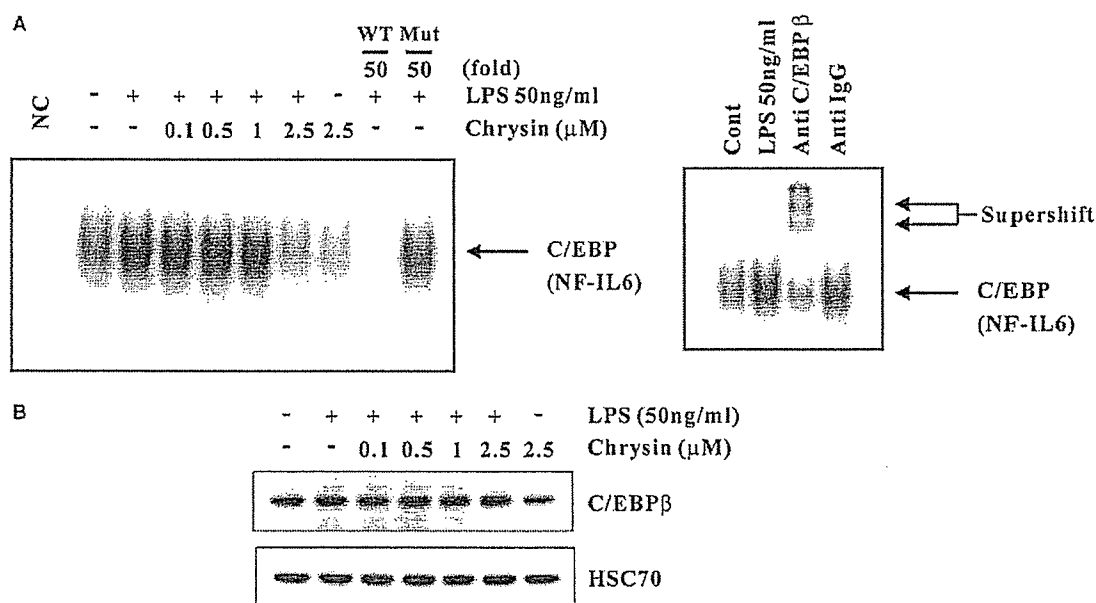 A
WT Mut
50 50 (fold)
NC - + + + + + - + + LPS 50ng/ml
- - 0.1 0.5 1 2.5 2.5 - - Chrysin (μM)
C/EBP
(NF-IL6)
Cont
LPS 50ng/ml
Anti C/EBP β
Anti IgG
Supershift
C/EBP
(NF-IL6)
B
- + + + + + - LPS (50ng/ml)
- - 0.1 0.5 1 2.5 2.5 Chrysin (μM)
C/EBPβ
HSC70